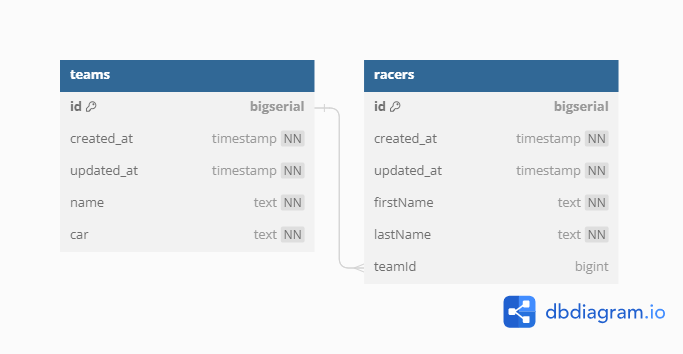 teams
id bigserial
created_at timestamp NN
updated_at timestamp NN
name text NN
car text NN
racers
id bigserial
created_at timestamp NN
updated_at timestamp NN
firstName text NN
lastName text NN
teamId bigint
dbdiagram.io